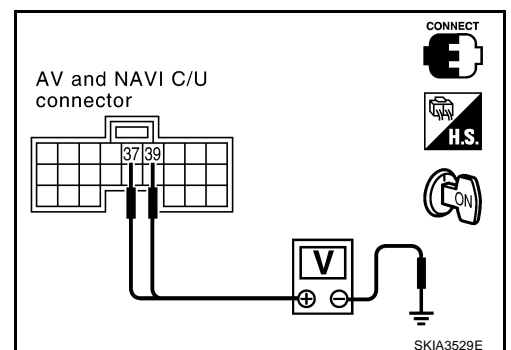 CONNECT
AV and NAVI C/U
connector
H.S.
37 39
ON
V
+ −
SKIA3529E